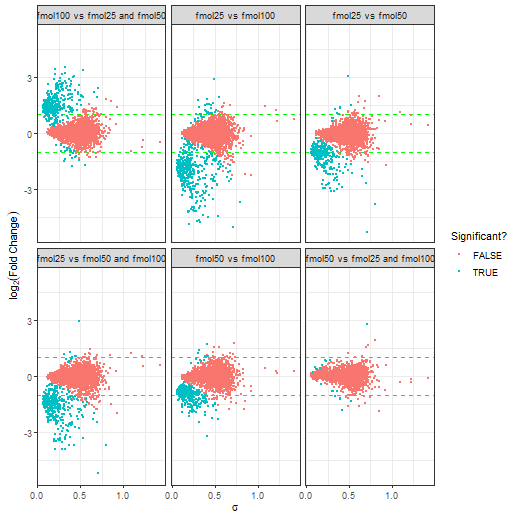 fmol100 vs fmol25 and fmol50
fmol25 vs fmol100
fmol25 vs fmol50
3
0
-3
log2(Fold Change)
Significant?
FALSE
TRUE
fmol25 vs fmol50 and fmol100
fmol50 vs fmol100
fmol50 vs fmol25 and fmol100
3
0
-3
0.0 0.5 1.0 0.0 0.5 1.0 0.0 0.5 1.0
σ